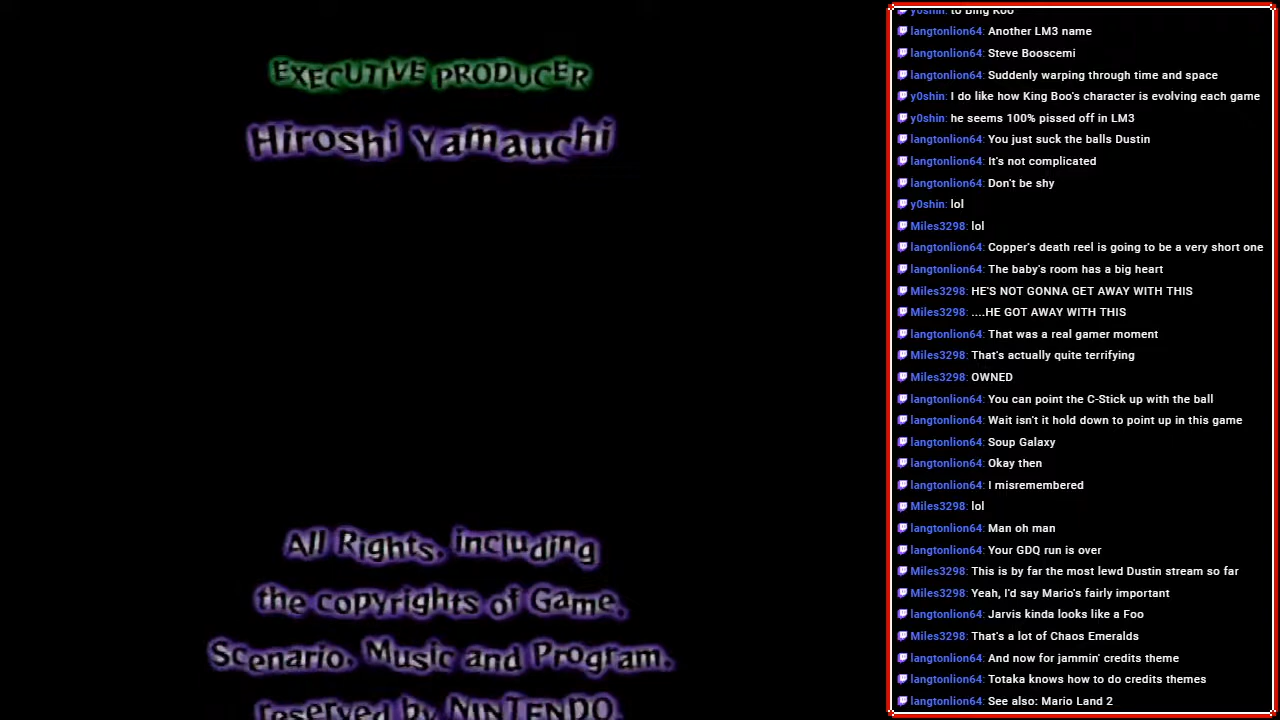 EXECUTIVE PRODUCER
Hiroshi Yamauchi
All Rights, including
the copyrights of Game,
Scenario, Music and Program,
reserved by NINTENDO.
y0shin: to Bing Roo
langtonlion64: Another LM3 name
langtonlion64: Steve Booscemi
langtonlion64: Suddenly warping through time and space
y0shin: I do like how King Boo's character is evolving each game
y0shin: he seems 100% pissed off in LM3
langtonlion64: You just suck the balls Dustin
langtonlion64: It's not complicated
langtonlion64: Don't be shy
y0shin: lol
Miles3298: lol
langtonlion64: Copper's death reel is going to be a very short one
langtonlion64: The baby's room has a big heart
Miles3298: HE'S NOT GONNA GET AWAY WITH THIS
Miles3298: ....HE GOT AWAY WITH THIS
langtonlion64: That was a real gamer moment
Miles3298: That's actually quite terrifying
Miles3298: OWNED
langtonlion64: You can point the C-Stick up with the ball
langtonlion64: Wait isn't it hold down to point up in this game
langtonlion64: Soup Galaxy
langtonlion64: Okay then
langtonlion64: I misremembered
Miles3298: lol
langtonlion64: Man oh man
langtonlion64: Your GDQ run is over
Miles3298: This is by far the most lewd Dustin stream so far
Miles3298: Yeah, I'd say Mario's fairly important
langtonlion64: Jarvis kinda looks like a Foo
Miles3298: That's a lot of Chaos Emeralds
langtonlion64: And now for jammin' credits theme
langtonlion64: Totaka knows how to do credits themes
langtonlion64: See also: Mario Land 2